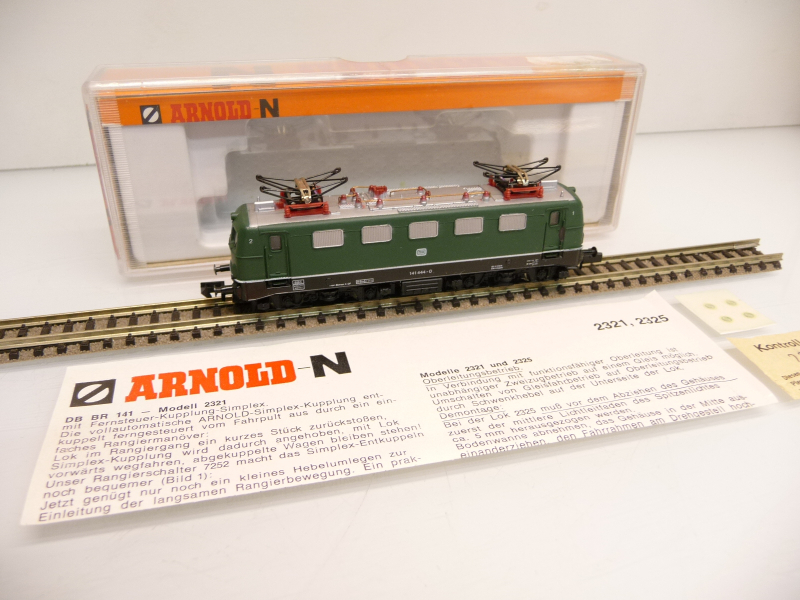 ARNOLD-N
2
1
DB
141 444-0
2321, 2325
ARNOLD-N
DB BR 141 — Modell 2321
mit Fernsteuer-Kupplung-Simplex.
Die vollautomatische ARNOLD-Simplex-Kupplung ent-
kuppelt ferngesteuert vom Fahrpult aus durch ein ein-
faches Rangiermanöver:
Lok im Rangiergang ein kurzes Stück zurückstoßen,
Simplex-Kupplung wird dadurch angehoben, mit Lok
vorwärts wegfahren, abgekuppelte Wagen bleiben stehen!
Unser Rangierschalter 7252 macht das Simplex-Entkuppeln
noch bequemer (Bild 1):
Jetzt genügt nur noch ein kleines Hebelumlegen zur
Einleitung der langsamen Rangierbewegung. Ein prak-
Modelle 2321 und 2325
Oberleitungsbetrieb
In Verbindung mit funktionsfähiger Oberleitung ist
unabhängiger Zweizugbetrieb auf einem Gleis möglich.
Umschalten von Gleisfahrbetrieb auf Oberleitungsbetrieb
durch Schwenkhebel auf der Unterseite der Lok.
Demontage.
Bei der Lok 2325 muß vor dem Abziehen des Gehäuses
zuerst der mittlere Lichtleitfäden des Spitzenlichtes
ca. 5 mm herausgezogen werden.
Bodenwanne abnehmen, das Gehäuse in der Mitte aus-
einanderziehen, den Fahrrahmen am Drehgestell hoch-
Kontroll